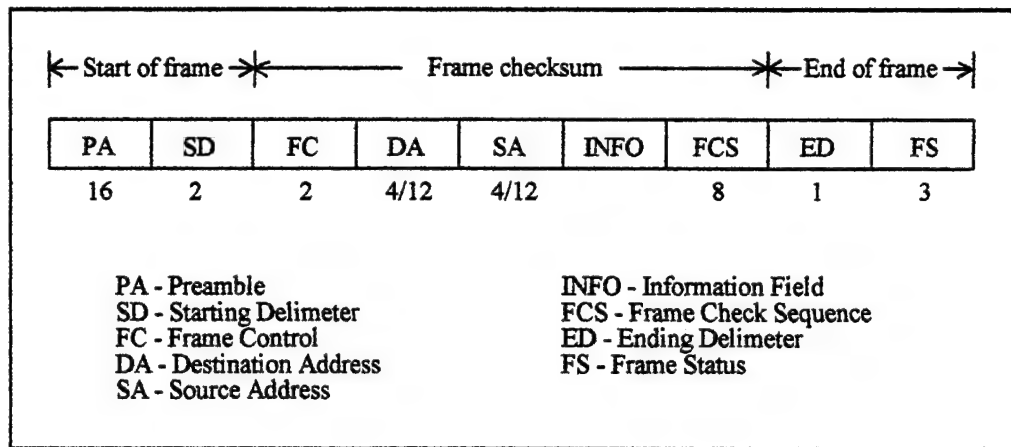 Start of frame Frame checksum End of frame
PA SD FC DA SA INFO FCS ED FS
16 2 2 4/12 4/12 8 1 3
PA - Preamble
SD - Starting Delimeter
FC - Frame Control
DA - Destination Address
SA - Source Address
INFO - Information Field
FCS - Frame Check Sequence
ED - Ending Delimeter
FS - Frame Status